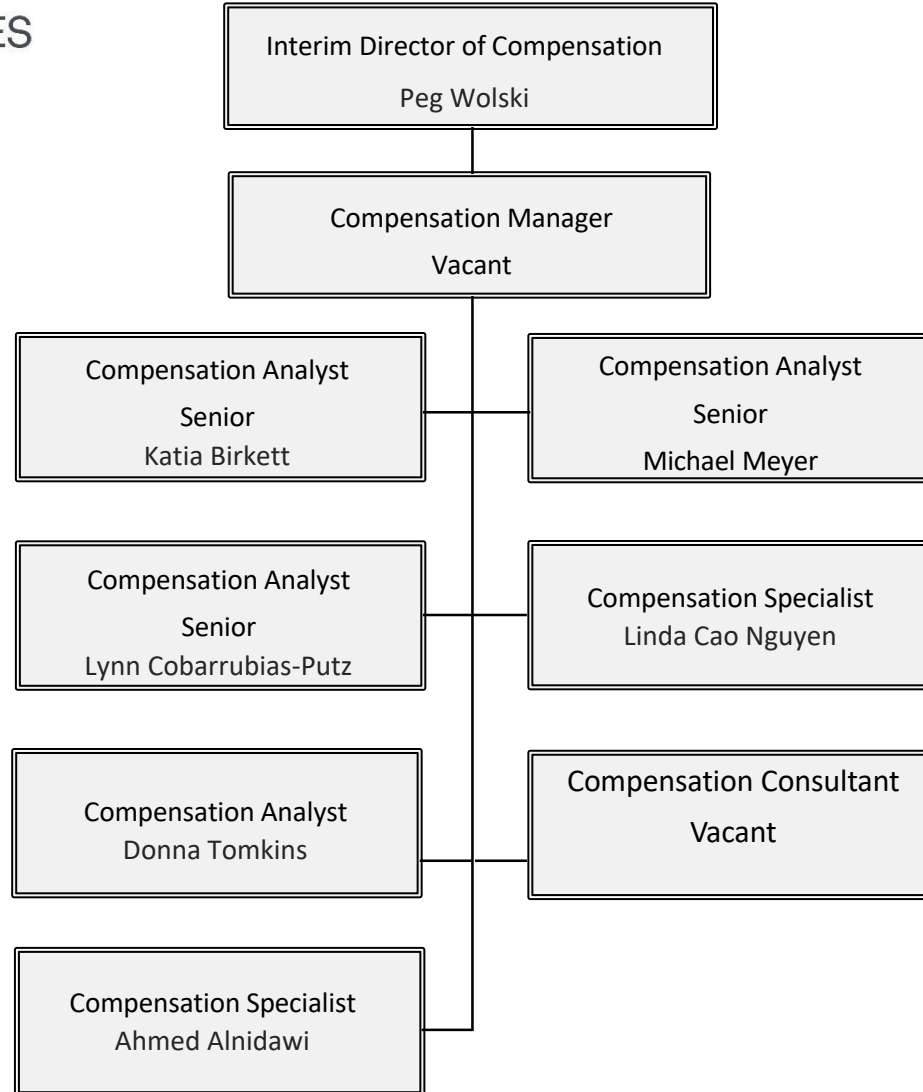 ES
Interim Director of Compensation
Peg Wolski
Compensation Manager
Vacant
Compensation Analyst
Senior
Katia Birkett
Compensation Analyst
Senior
Michael Meyer
Compensation Analyst
Senior
Lynn Cobarrubias-Putz
Compensation Specialist
Linda Cao Nguyen
Compensation Analyst
Donna Tomkins
Compensation Consultant
Vacant
Compensation Specialist
Ahmed Alnidawi